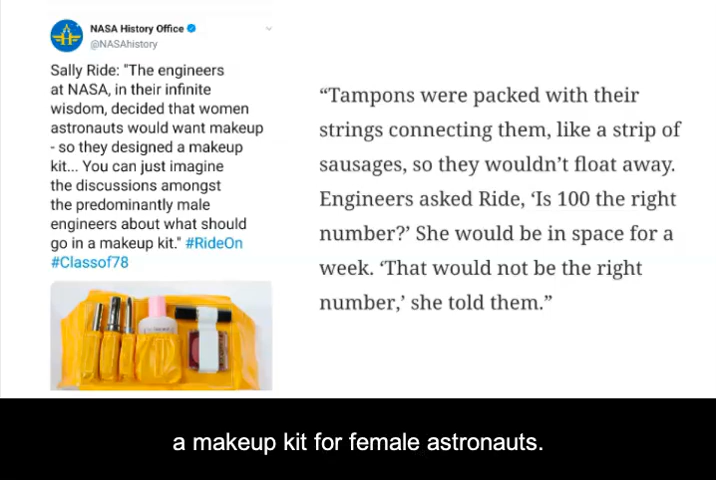 NASA History Office
@NASAhistory
Sally Ride: "The engineers
at NASA, in their infinite
wisdom, decided that women
astronauts would want makeup
- so they designed a makeup
kit... You can just imagine
the discussions amongst
the predominantly male
engineers about what should
go in a makeup kit." #RideOn
#Classof78
“Tampons were packed with their
strings connecting them, like a strip of
sausages, so they wouldn’t float away.
Engineers asked Ride, ‘Is 100 the right
number?’ She would be in space for a
week. ‘That would not be the right
number,’ she told them.”
a makeup kit for female astronauts.